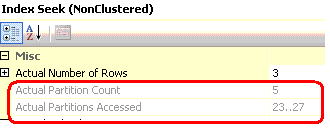 Index Seek (NonClustered)
Misc
Actual Number of Rows 3
Actual Partition Count 5
Actual Partitions Accessed 23..27